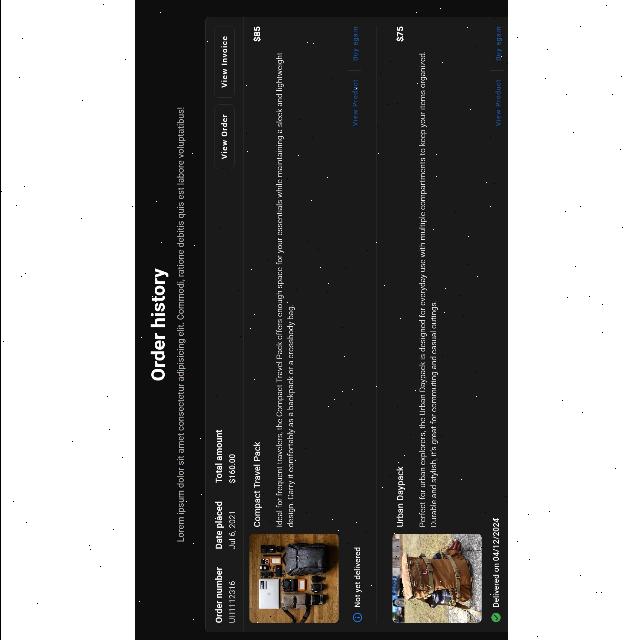 Order history
Lorem ipsum dolor sit amet consectetur adipisicing elit. Commodi, ratione debitis quis est labore voluptatibus!
Order number
UI1112316
Date placed
Jul 6, 2021
Total amount
$160.00
View Order
View Invoice
Compact Travel Pack
$85
Ideal for frequent travelers, the Compact Travel Pack offers enough space for your essentials while maintaining a sleek and lightweight
design. Carry it comfortably as a backpack or a crossbody bag.
Not yet delivered
View Product
Buy again
Urban Daypack
$75
Perfect for urban explorers, the Urban Daypack is designed for everyday use with multiple compartments to keep your items organized.
Durable and stylish, it's great for commuting and casual outings.
Delivered on 04/12/2024
View Product
Buy again